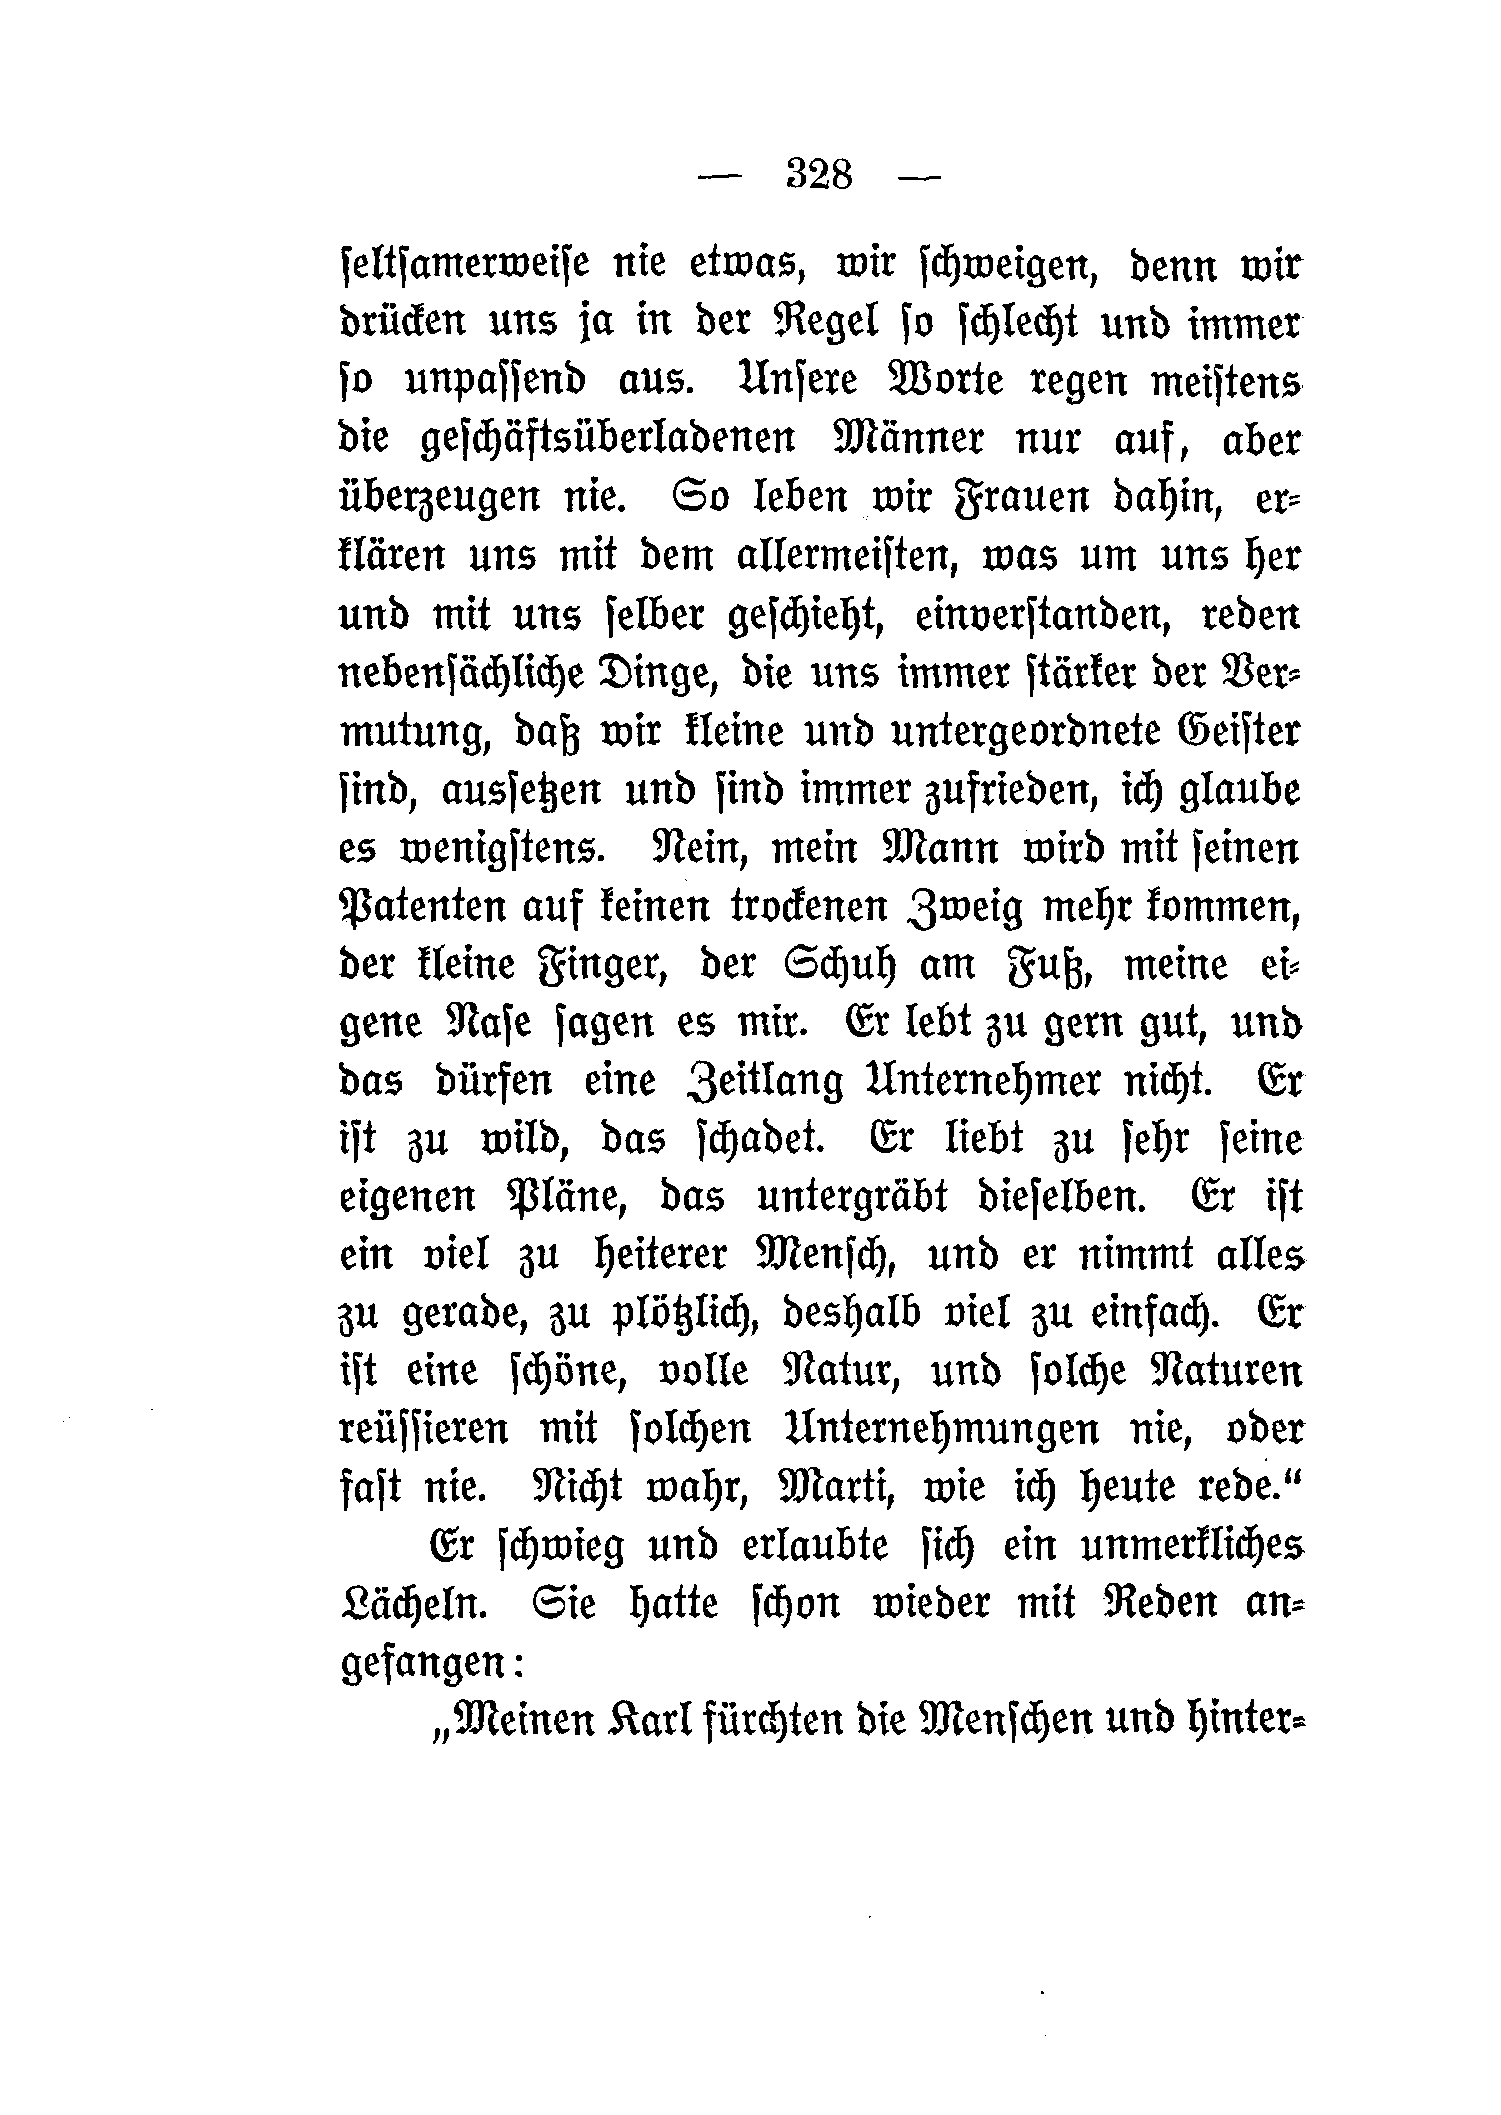 — 328 —
ſeltſamerweiſe nie etwas, wir ſchweigen, denn wir
drücken uns ja in der Regel ſo ſchlecht und immer
ſo unpaſſend aus. Unſere Worte regen meiſtens
die geſchäftsüberladenen Männer nur auf, aber
überzeugen nie. So leben wir Frauen dahin, er⸗
klären uns mit dem allermeiſten, was um uns her
und mit uns ſelber geſchieht, einverſtanden, reden
nebenſächliche Dinge, die uns immer ſtärker der Ver⸗
mutung, daß wir kleine und untergeordnete Geiſter
ſind, ausſetzen und ſind immer zufrieden, ich glaube
es wenigſtens. Nein, mein Mann wird mit ſeinen
Patenten auf keinen trockenen Zweig mehr kommen,
der kleine Finger, der Schuh am Fuß, meine ei⸗
gene Naſe ſagen es mir. Er lebt zu gern gut, und
das dürfen eine Zeitlang Unternehmer nicht. Er
iſt zu wild, das ſchadet. Er liebt zu ſehr ſeine
eigenen Pläne, das untergräbt dieſelben. Er iſt
ein viel zu heiterer Menſch, und er nimmt alles
zu gerade, zu plötzlich, deshalb viel zu einfach. Er
iſt eine ſchöne, volle Natur, und ſolche Naturen
reüſſieren mit ſolchen Unternehmungen nie, oder
faſt nie. Nicht wahr, Marti, wie ich heute rede.“
Er ſchwieg und erlaubte ſich ein unmerkliches
Lächeln. Sie hatte ſchon wieder mit Reden an⸗
gefangen:
„Meinen Karl fürchten die Menſchen und hinter⸗